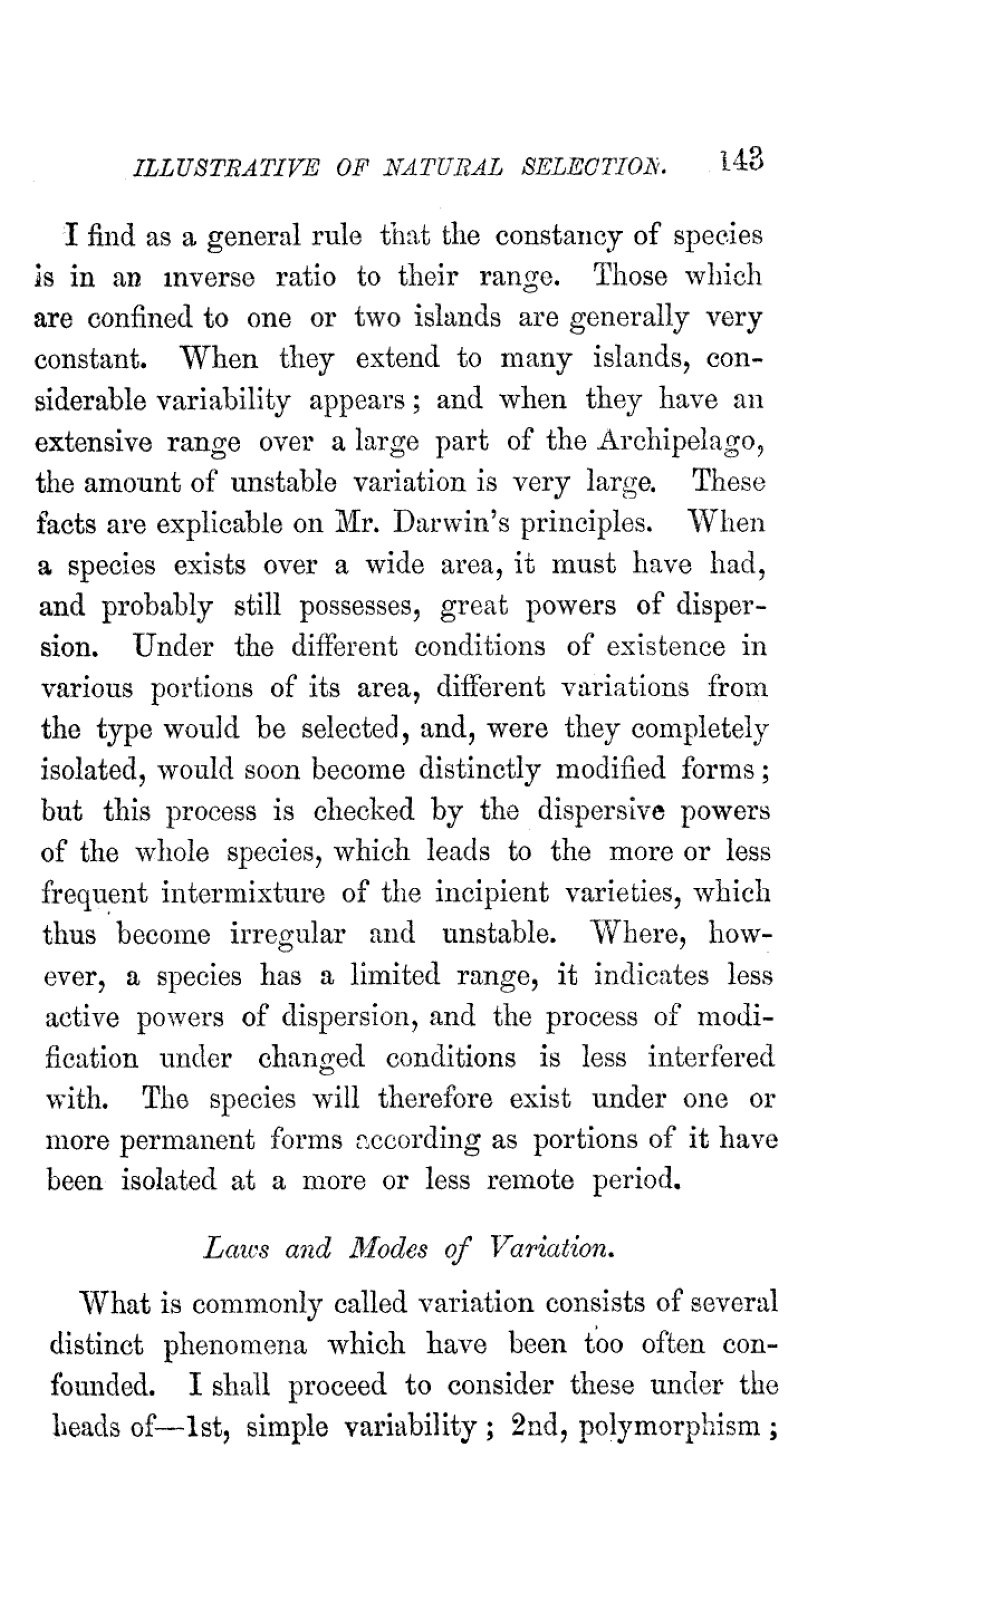 ILLUSTRATIVE OF NATURAL SELECTION. 143
I find as a general rule that the constancy of species
is in an inverse ratio to their range. Those which
are confined to one or two islands are generally very
constant. When they extend to many islands, con-
siderable variability appears; and when they have an
extensive range over a large part of the Archipelago,
the amount of unstable variation is very large. These
facts are explicable on Mr. Darwin's principles. When
a species exists over a wide area, it must have had,
and probably still possesses, great powers of disper-
sion. Under the different conditions of existence in
various portions of its area, different variations from
the type would be selected, and, were they completely
isolated, would soon become distinctly modified forms;
but this process is checked by the dispersive powers
of the whole species, which leads to the more or less
frequent intermixture of the incipient varieties, which
thus become irregular and unstable. Where, how-
ever, a species has a limited range, it indicates less
active powers of dispersion, and the process of modi-
fication under changed conditions is less interfered
with. The species will therefore exist under one or
more permanent forms according as portions of it have
been isolated at a more or less remote period.
Laws and Modes of Variation.
What is commonly called variation consists of several
distinct phenomena which have been too often con-
founded. I shall proceed to consider these under the
heads of—1st, simple variability; 2nd, polymorphism;